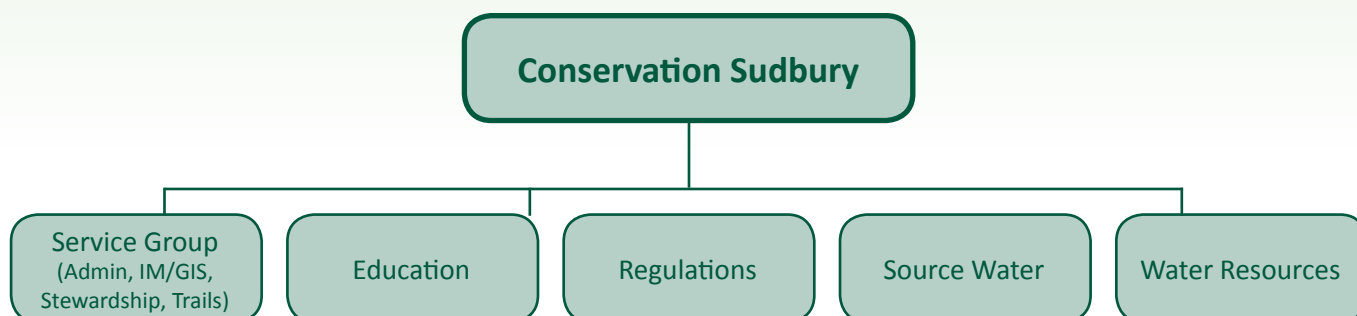 Conservation Sudbury
Service Group
(Admin, IM/GIS,
Stewardship, Trails)
Education
Regulations
Source Water
Water Resources